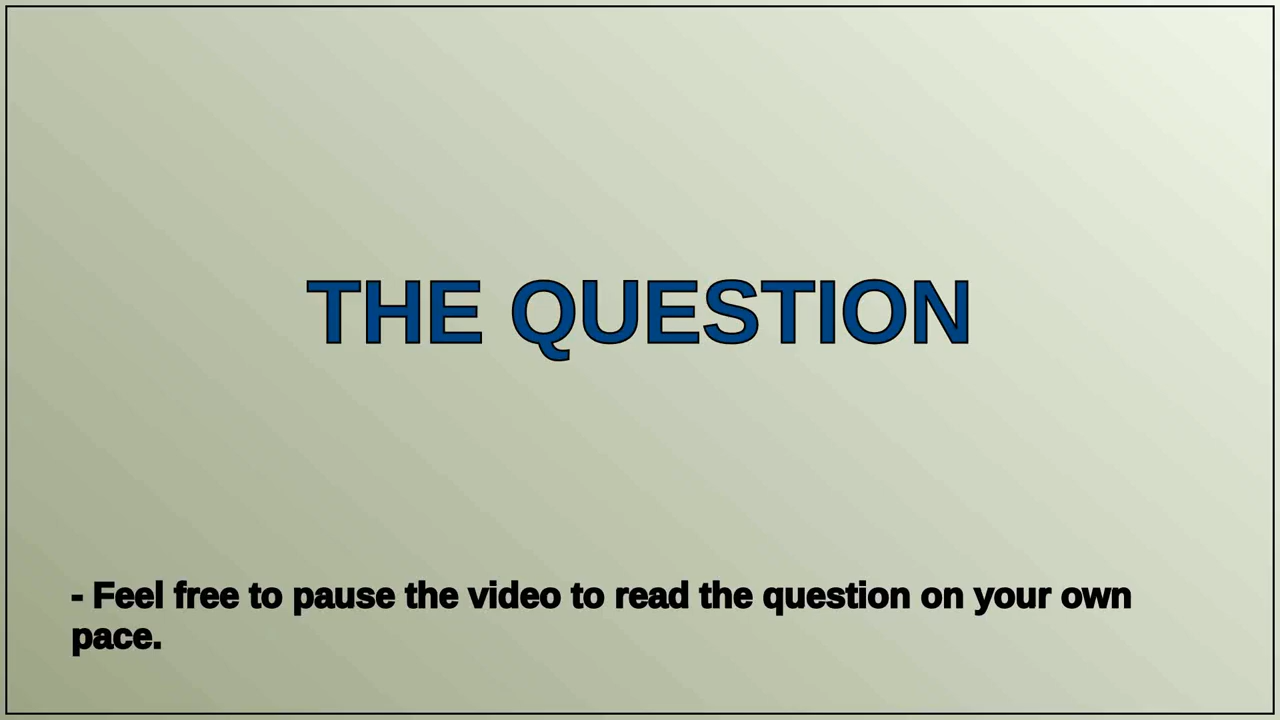 THE QUESTION
- Feel free to pause the video to read the question on your own
pace.